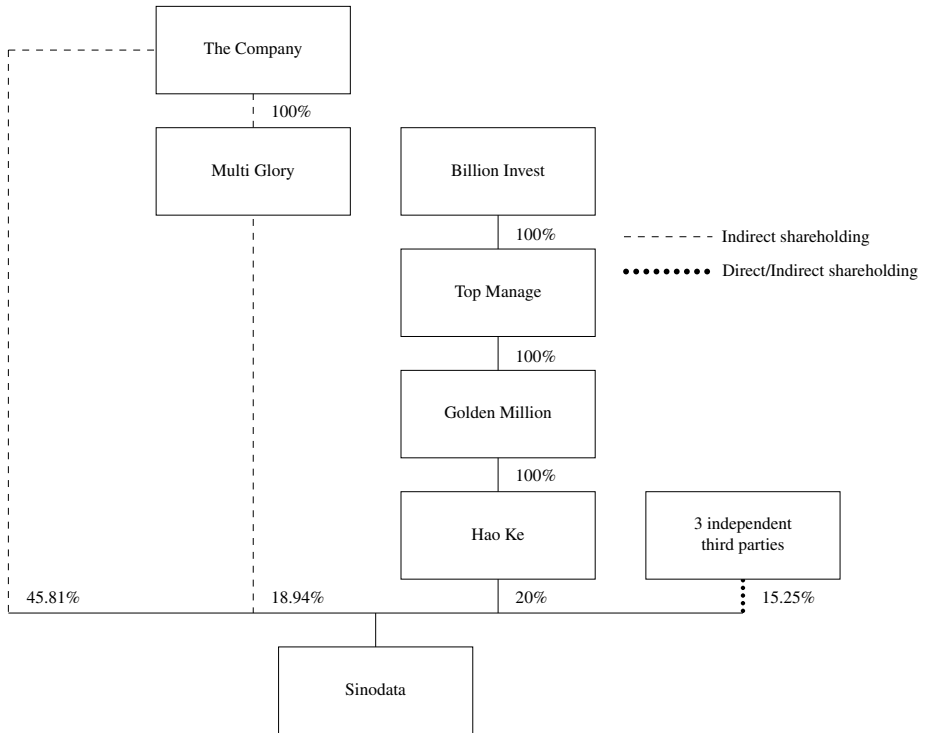 The Company
100%
Multi Glory
Billion Invest
100%
Indirect shareholding
Direct/Indirect shareholding
Top Manage
100%
Golden Million
100%
Hao Ke
3 independent
third parties
45.81%
18.94%
20%
15.25%
Sinodata